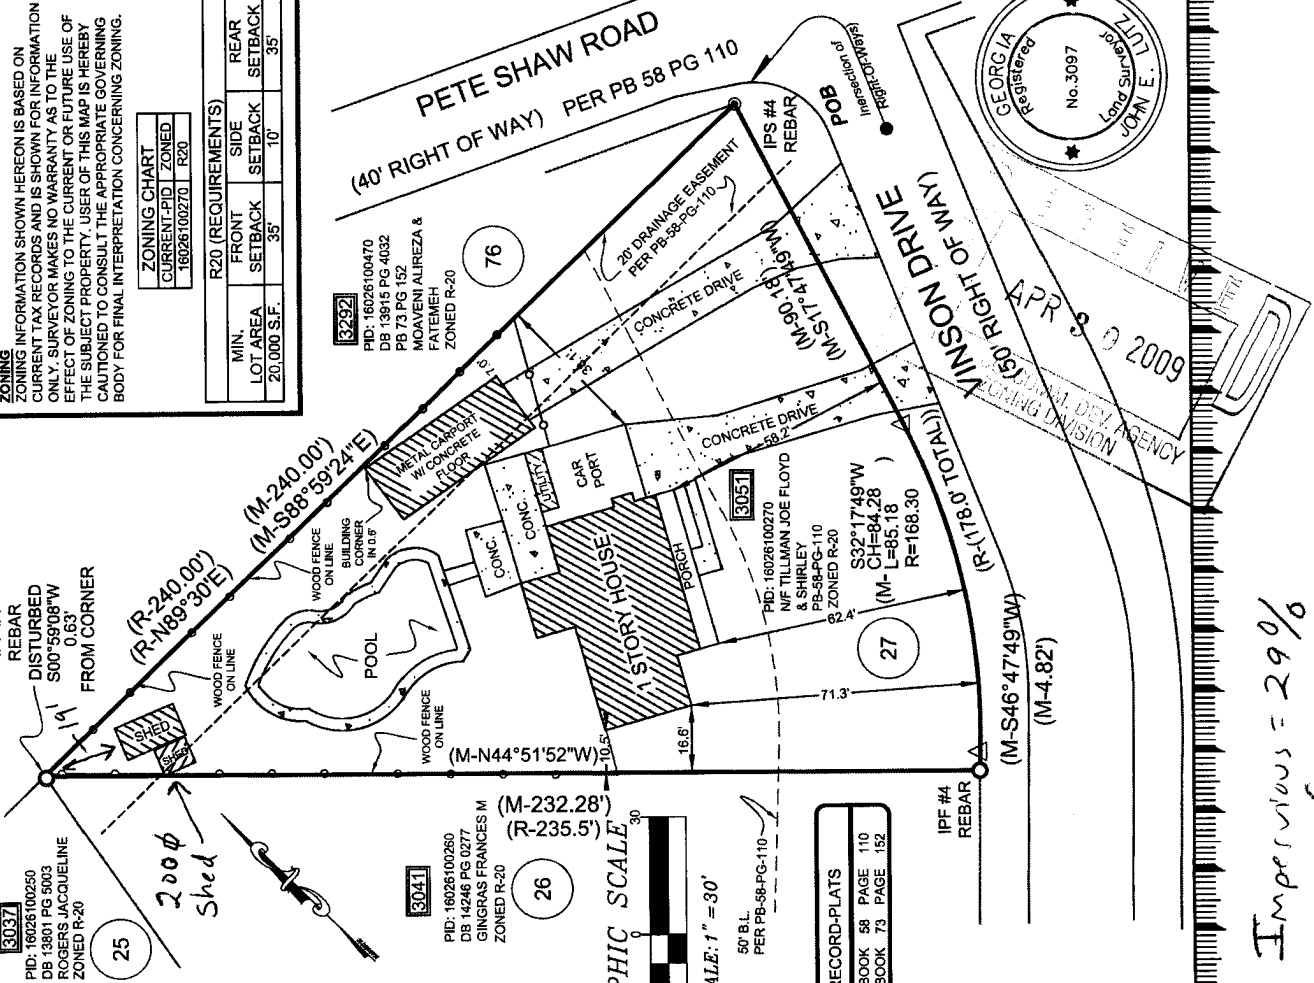 ZONING
ZONING INFORMATION SHOWN HEREON IS BASED ON
CURRENT TAX RECORDS AND IS SHOWN FOR INFORMATION
ONLY. SURVEYOR MAKES NO WARRANTY AS TO THE
EFFECT OF ZONING TO THE CURRENT OR FUTURE USE OF
THE SUBJECT PROPERTY. USER OF THIS MAP IS HEREBY
CAUTIONED TO CONSULT THE APPROPRIATE GOVERNING
BODY FOR FINAL INTERPRETATION CONCERNING ZONING.
ZONING CHART
CURRENT-PID ZONED
16026100270 R20
R20 (REQUIREMENTS)
MIN. LOT AREA FRONT SETBACK SIDE SETBACK REAR SETBACK
20,000 S.F. 35' 10' 35'
PETE SHAW ROAD
(40' RIGHT OF WAY) PER PB 58 PG 110
IPS #4
REBAR
POB
Inersection of
Right-Of-Ways)
GEORGIA
Registered
No.3097
Land Surveyor
JOHN E. LUTZ
3292
PID: 16026100470
DB 13915 PG 4032
PB 73 PG 152
MOAVENI ALIREZA &
FATEMEH
ZONED R-20
76
20' DRAINAGE EASEMENT
PER PB-58-PG-110
CONCRETE DRIVE
(M-90.18')
(M-S17°47'49"W)
VINSON DRIVE
(50' RIGHT OF WAY)
APR 30 2009
DEV. AGENCY
ZONING DIVISION
7.0'
METAL CARPORT
W/ CONCRETE
FLOOR
BUILDING
CORNER
IN 0.6'
CONCRETE DRIVE
58.2'
CAR
PORT
UTILITY
CONC.
CONC.
1 STORY HOUSE
PORCH
3051
PID: 16026100270
N/F TILLMAN JOE FLOYD
& SHIRLEY
PB-58-PG-110
ZONED R-20
S32°17'49"W
CH=84.28
(M- L=85.18 )
R=168.30
(R-(178.0' TOTAL))
27
62.4'
71.3'
16.6'
10.5'
(M-240.00')
(M-S88°59'24"E)
(R-240.00')
(R-N89°30'E)
WOOD FENCE
ON LINE
WOOD FENCE
ON LINE
WOOD FENCE
ON LINE
POOL
REBAR
DISTURBED
S00°59'08"W
0.63'
FROM CORNER
19'
SHED
SHED
200⌀
Shed
(M-N44°51'52"W)
(M-232.28')
(R-235.5')
(M-S46°47'49"W)
(M-4.82')
IPF #4
REBAR
3037
PID: 16026100250
DB 13801 PG 5003
ROGERS JACQUELINE
ZONED R-20
25
3041
PID: 16026100260
DB 14246 PG 0277
GINGRAS FRANCES M
ZONED R-20
26
PHIC SCALE
0 30
ALE: 1" = 30'
50' B.L.
PER PB-58-PG-110
RECORD-PLATS
BOOK 58 PAGE 110
BOOK 73 PAGE 152
Impervious = 29%